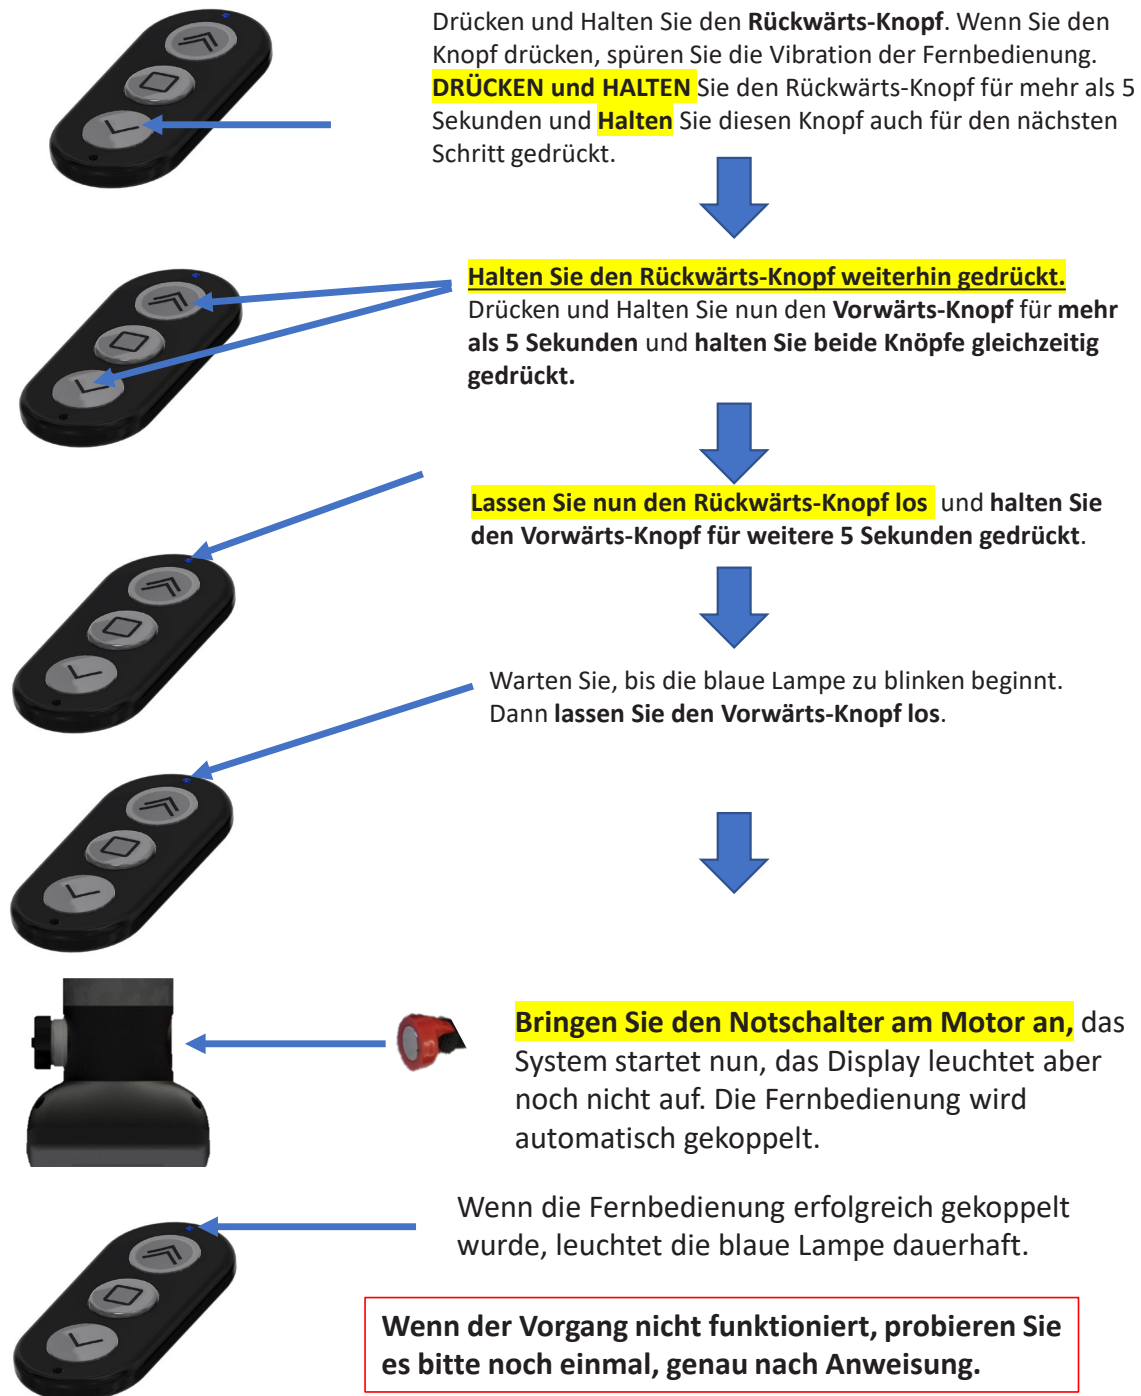 Drücken und Halten Sie den Rückwärts-Knopf. Wenn Sie den
Knopf drücken, spüren Sie die Vibration der Fernbedienung.
DRÜCKEN und HALTEN Sie den Rückwärts-Knopf für mehr als 5
Sekunden und Halten Sie diesen Knopf auch für den nächsten
Schritt gedrückt.
Halten Sie den Rückwärts-Knopf weiterhin gedrückt.
Drücken und Halten Sie nun den Vorwärts-Knopf für mehr
als 5 Sekunden und halten Sie beide Knöpfe gleichzeitig
gedrückt.
Lassen Sie nun den Rückwärts-Knopf los und halten Sie
den Vorwärts-Knopf für weitere 5 Sekunden gedrückt.
Warten Sie, bis die blaue Lampe zu blinken beginnt.
Dann lassen Sie den Vorwärts-Knopf los.
Bringen Sie den Notschalter am Motor an, das
System startet nun, das Display leuchtet aber
noch nicht auf. Die Fernbedienung wird
automatisch gekoppelt.
Wenn die Fernbedienung erfolgreich gekoppelt
wurde, leuchtet die blaue Lampe dauerhaft.
Wenn der Vorgang nicht funktioniert, probieren Sie
es bitte noch einmal, genau nach Anweisung.